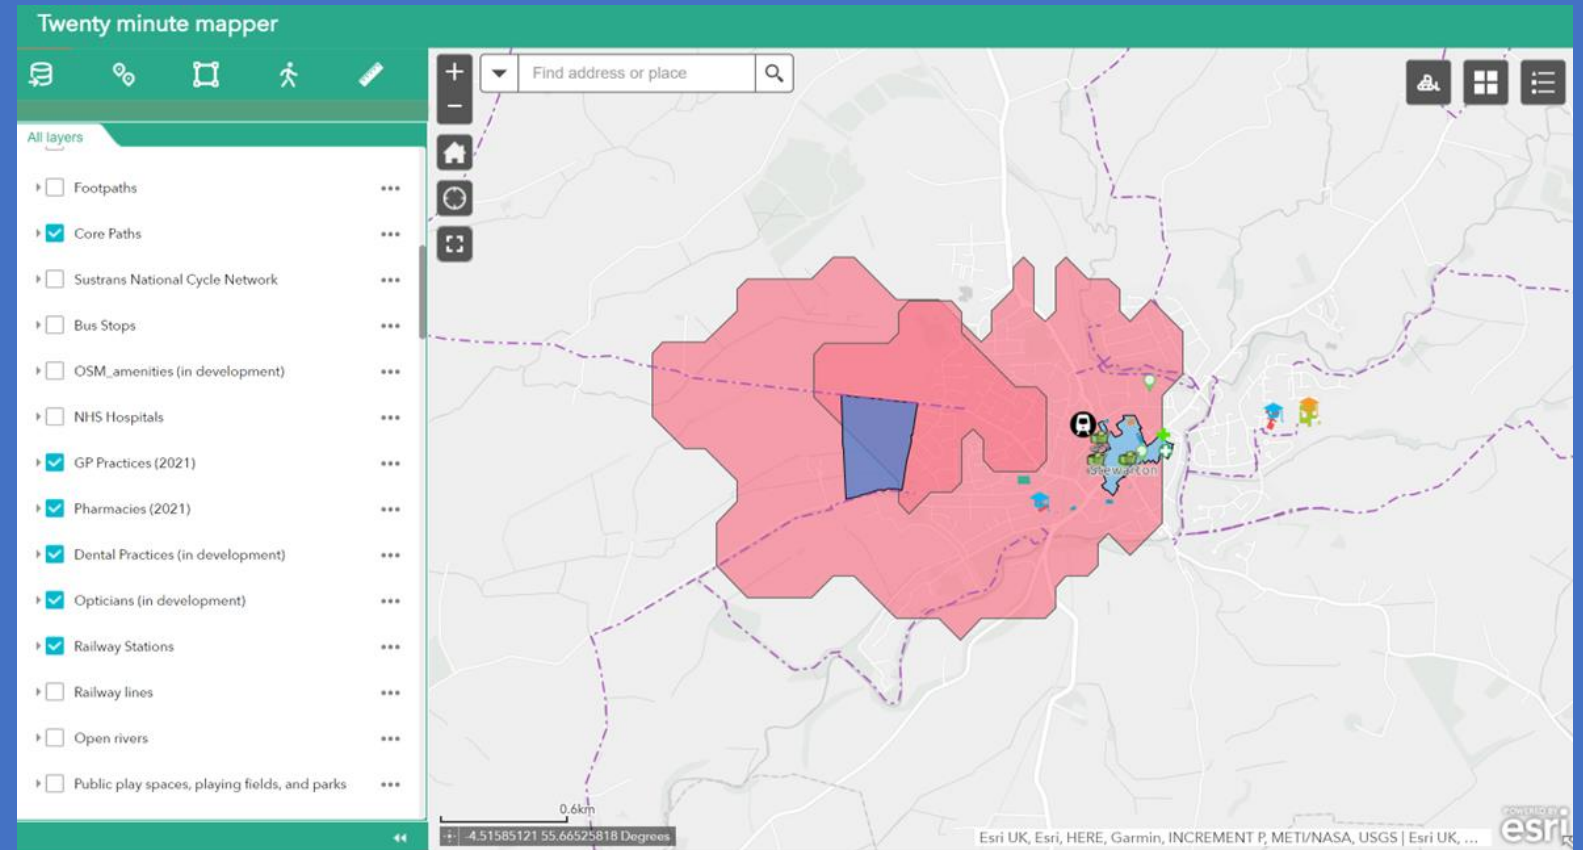 Twenty minute mapper
Find address or place
All layers
Footpaths
Core Paths
Sustrans National Cycle Network
Bus Stops
OSM_amenities (in development)
NHS Hospitals
GP Practices (2021)
Pharmacies (2021)
Dental Practices (in development)
Opticians (in development)
Railway Stations
Railway lines
Open rivers
Public play spaces, playing fields, and parks
Stewarton
0.6km
-4.51585121 55.66525818 Degrees
Esri UK, Esri, HERE, Garmin, INCREMENT P, METI/NASA, USGS | Esri UK, ...
POWERED BY
esri